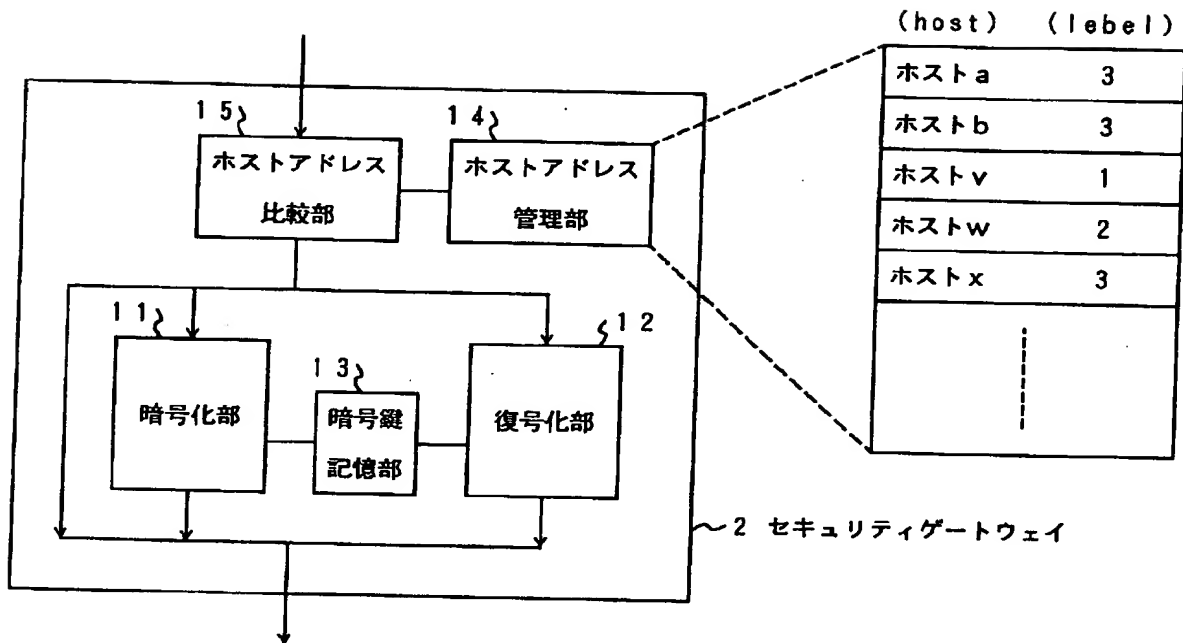 (host) (lebel)
ホストa 3
ホストb 3
ホストv 1
ホストw 2
ホストx 3
15
ホストアドレス
比較部
14
ホストアドレス
管理部
11
暗号化部
13
暗号鍵
記憶部
12
復号化部
2 セキュリティゲートウェイ